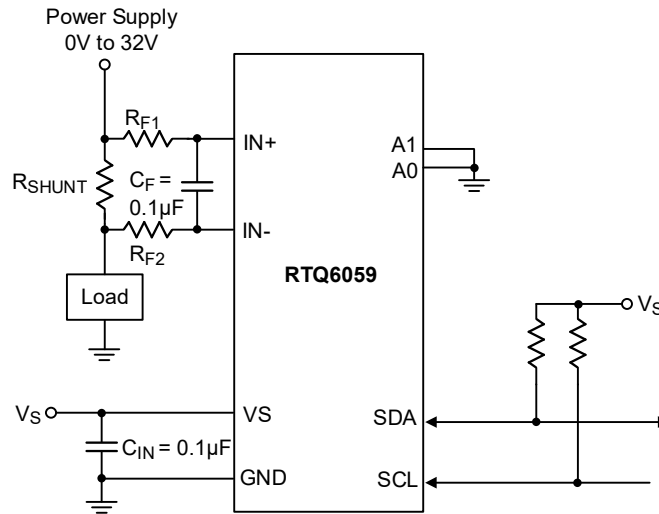 Power Supply
0V to 32V
RF1
IN+
A1
A0
RSHUNT
CF =
0.1µF
IN-
RF2
RTQ6059
Load
VS
VS
VS
SDA
CIN = 0.1µF
GND
SCL